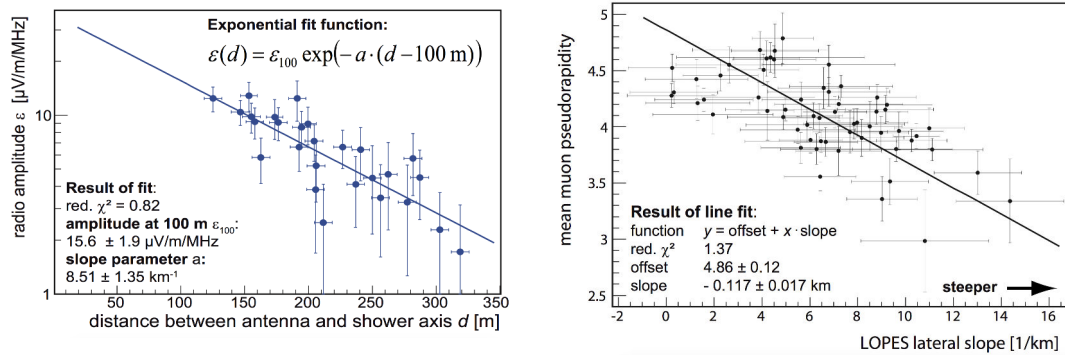 Exponential fit function:
ε(d) = ε₁₀₀ exp(−a·(d−100 m))
radio amplitude ε [µV/m/MHz]
10
1
Result of fit:
red. χ² = 0.82
amplitude at 100 m ε₁₀₀:
15.6 ± 1.9 µV/m/MHz
slope parameter a:
8.51 ± 1.35 km⁻¹
50 100 150 200 250 300 350
distance between antenna and shower axis d [m]
mean muon pseudorapidity
5
4.5
4
3.5
3
2.5
Result of line fit:
function y = offset + x · slope
red. χ² 1.37
offset 4.86 ± 0.12
slope - 0.117 ± 0.017 km
steeper
-2 0 2 4 6 8 10 12 14 16
LOPES lateral slope [1/km]